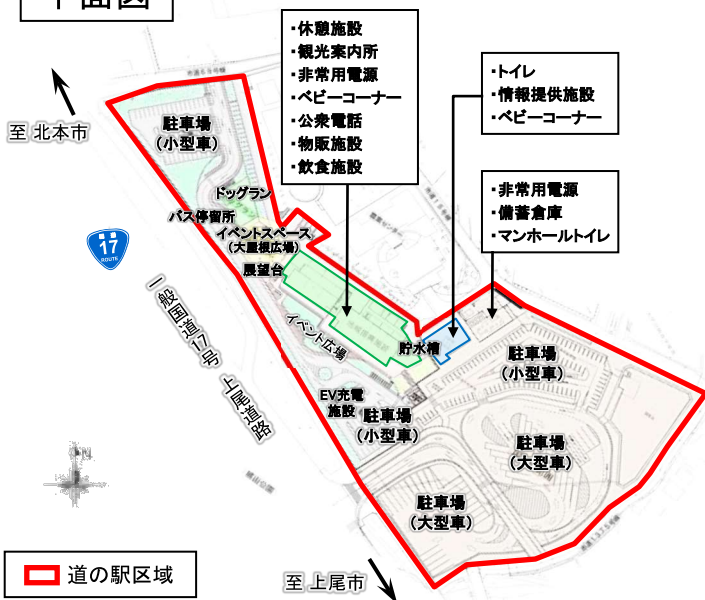 平面図
・休憩施設
・観光案内所
・非常用電源
・ベビーコーナー
・公衆電話
・物販施設
・飲食施設
・トイレ
・情報提供施設
・ベビーコーナー
・非常用電源
・備蓄倉庫
・マンホールトイレ
至 北本市
駐車場
(小型車)
ドッグラン
バス停留所
イベントスペース
(大屋根広場)
展望台
17
ROUTE
一般国道17号 上尾道路
イベント広場
貯水槽
駐車場
(小型車)
EV充電
施設
駐車場
(小型車)
駐車場
(大型車)
駐車場
(大型車)
城山公園
道の駅区域
至 上尾市